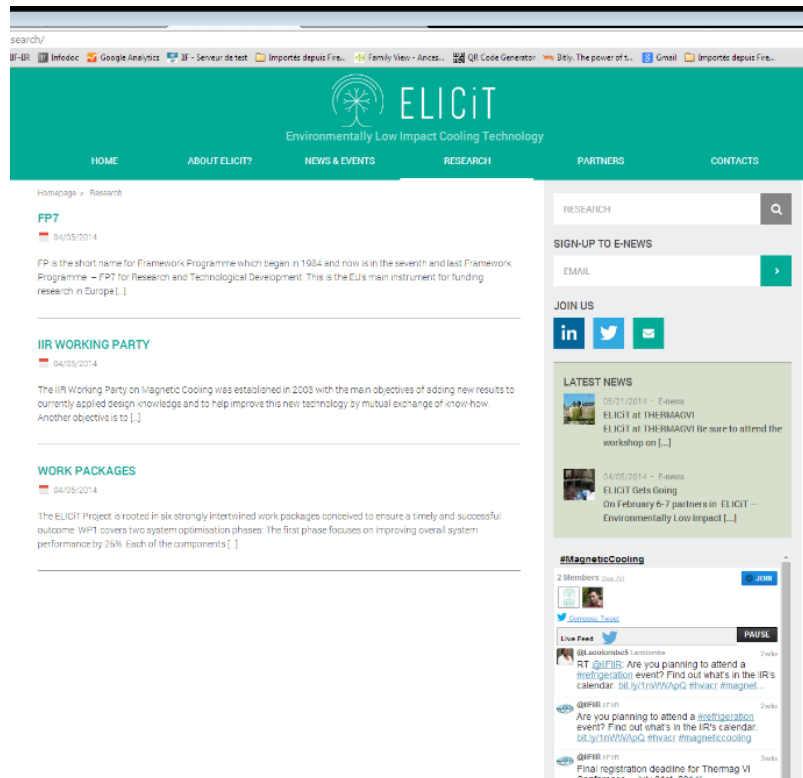 search/
IIF-IIR Infodoc Google Analytics IIF - Serveur de test Importés depuis Fire... Family View - Ances... QR Code Generator Bitly. The power of t... Gmail Importés depuis Fire...
ELICiT
Environmentally Low Impact Cooling Technology
HOME ABOUT ELICIT? NEWS & EVENTS RESEARCH PARTNERS CONTACTS
Homepage > Research
FP7
04/05/2014
FP is the short name for Framework Programme which began in 1984 and now is in the seventh and last Framework
Programme – FP7 for Research and Technological Development. This is the EU's main instrument for funding
research in Europe [...]
IIR WORKING PARTY
04/05/2014
The IIR Working Party on Magnetic Cooling was established in 2003 with the main objectives of adding new results to
currently applied design knowledge and to help improve this new technology by mutual exchange of know-how.
Another objective is to [...]
WORK PACKAGES
04/05/2014
The ELICiT Project is rooted in six strongly intertwined work packages conceived to ensure a timely and successful
outcome. WP1 covers two system optimisation phases: The first phase focuses on improving overall system
performance by 25%. Each of the components [...]
RESEARCH
SIGN-UP TO E-NEWS
EMAIL
JOIN US
in
LATEST NEWS
05/21/2014 - E-news
ELICiT at THERMAGVI
ELICiT at THERMAGVI Be sure to attend the
workshop on [...]
04/05/2014 - E-news
ELICiT Gets Going
On February 6-7 partners in ELICiT –
Environmentally Low Impact [...]
#MagneticCooling
2 Members See All JOIN
Compose Tweet
Live Feed PAUSE
@Lacolombe5 Lacolombe 2wks
RT @IFIIR: Are you planning to attend a
#refrigeration event? Find out what's in the IIR's
calendar. bit.ly/1nWWApQ #hvacr #magnet...
@IFIIR IFIIR 2wks
Are you planning to attend a #refrigeration
event? Find out what's in the IIR's calendar.
bit.ly/1nWWApQ #hvacr #magneticcooling
@IFIIR IFIIR 3wks
Final registration deadline for Thermag VI